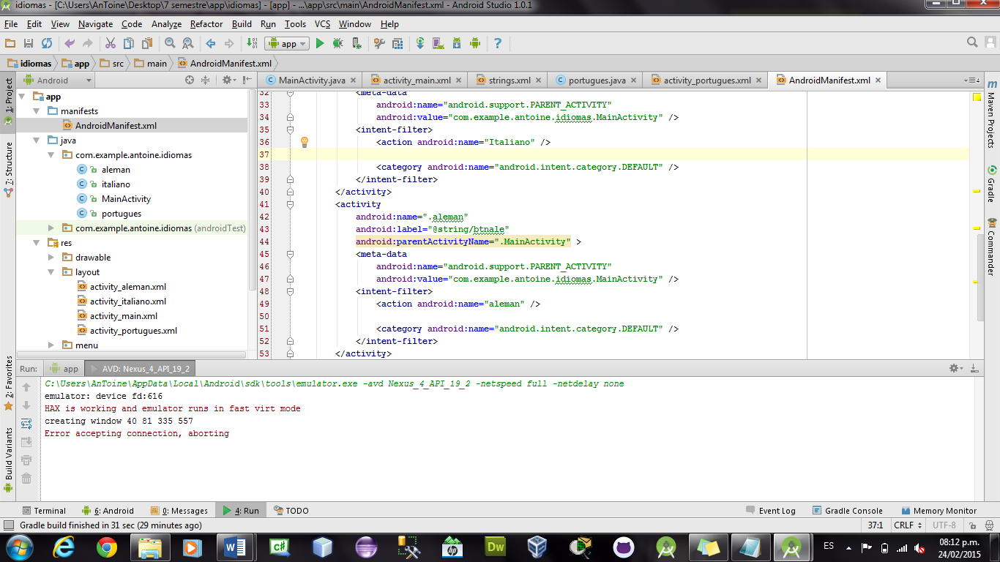 idiomas - [C:\Users\AnToine\Desktop\7 semestre\app\idiomas] - [app] - ...\app\src\main\AndroidManifest.xml - Android Studio 1.0.1
File Edit View Navigate Code Analyze Refactor Build Run Tools VCS Window Help
app
idiomas app src main AndroidManifest.xml
Android
MainActivity.java activity_main.xml strings.xml portugues.java activity_portugues.xml AndroidManifest.xml
4
1: Project
7: Structure
2: Favorites
Build Variants
app
manifests
AndroidManifest.xml
java
com.example.antoine.idiomas
aleman
italiano
MainActivity
portugues
com.example.antoine.idiomas (androidTest)
res
drawable
layout
activity_aleman.xml
activity_italiano.xml
activity_main.xml
activity_portugues.xml
menu
32 <meta-data
33 android:name="android.support.PARENT_ACTIVITY"
34 android:value="com.example.antoine.idiomas.MainActivity" />
35 <intent-filter>
36 <action android:name="Italiano" />
37
38 <category android:name="android.intent.category.DEFAULT" />
39 </intent-filter>
40 </activity>
41 <activity
42 android:name=".aleman"
43 android:label="@string/btnale"
44 android:parentActivityName=".MainActivity" >
45 <meta-data
46 android:name="android.support.PARENT_ACTIVITY"
47 android:value="com.example.antoine.idiomas.MainActivity" />
48 <intent-filter>
49 <action android:name="aleman" />
50
51 <category android:name="android.intent.category.DEFAULT" />
52 </intent-filter>
53 </activity>
Maven Projects
Gradle
Commander
Run: app AVD: Nexus_4_API_19_2
C:\Users\AnToine\AppData\Local\Android\sdk\tools\emulator.exe -avd Nexus_4_API_19_2 -netspeed full -netdelay none
emulator: device fd:616
HAX is working and emulator runs in fast virt mode
creating window 40 81 335 557
Error accepting connection, aborting
Terminal 6: Android 0: Messages 4: Run TODO Event Log Gradle Console Memory Monitor
Gradle build finished in 31 sec (29 minutes ago) 37:1 CRLF UTF-8
W C# hp Dw ES 08:12 p.m.
24/02/2015